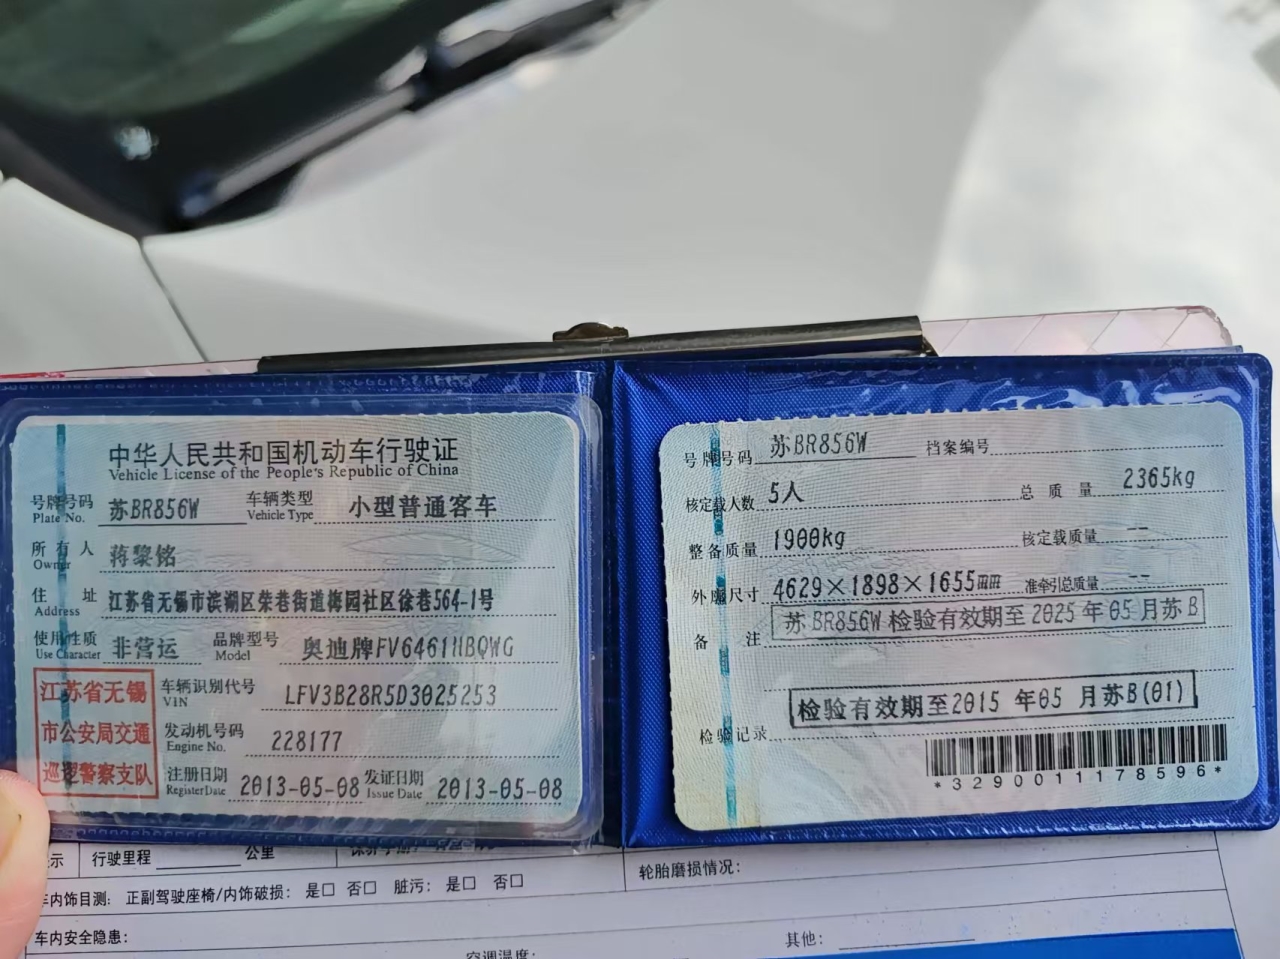 中华人民共和国机动车行驶证
Vehicle License of the People's Republic of China
号牌号码 苏BR856W 车辆类型 小型普通客车
Plate No. Vehicle Type
所有人 蒋黎铭
Owner
住址 江苏省无锡市滨湖区荣巷街道梅园社区徐巷564-1号
Address
使用性质 非营运 品牌型号 奥迪牌FV6461HBQWG
Use Character Model
江苏省无锡
市公安局交通
巡逻警察支队
车辆识别代号 LFV3B28R5D3025253
VIN
发动机号码 228177
Engine No.
注册日期 2013-05-08 发证日期 2013-05-08
Register Date Issue Date
号牌号码 苏BR856W 档案编号
核定载人数 5人 总质量 2365kg
整备质量 1900kg 核定载质量 --
外廓尺寸 4629×1898×1655mm 准牵引总质量 --
备注 苏BR856W 检验有效期至2025年05月苏B
检验有效期至2015年05月苏B(01)
检验记录
*3290011178596*
示 行驶里程 公里
轮胎磨损情况:
车内饰目测: 正副驾驶座椅/内饰破损: 是□ 否□ 脏污: 是□ 否□
车内安全隐患:
其他:
空调温度: